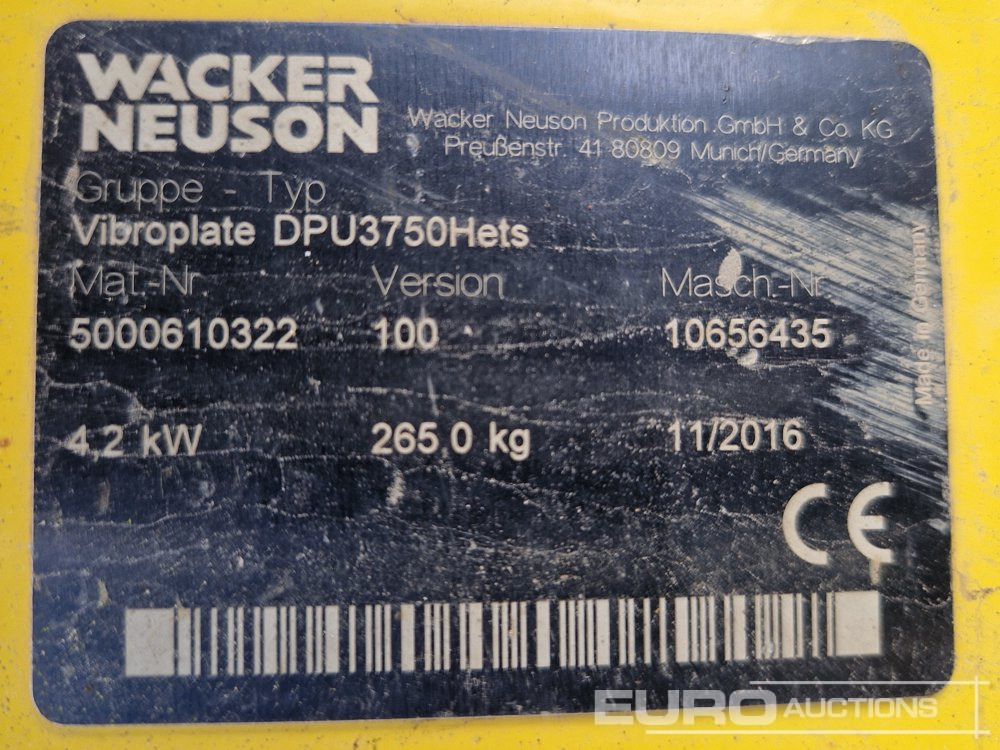 WACKER
NEUSON
Wacker Neuson Produktion GmbH & Co. KG
Preußenstr. 41 80809 Munich/Germany
Gruppe - Typ
Vibroplate DPU3750Hets
Mat.-Nr. Version Masch.-Nr.
5000610322 100 10656435
4,2 kW 265,0 kg 11/2016
Made in Germany
CE
EURO AUCTIONS